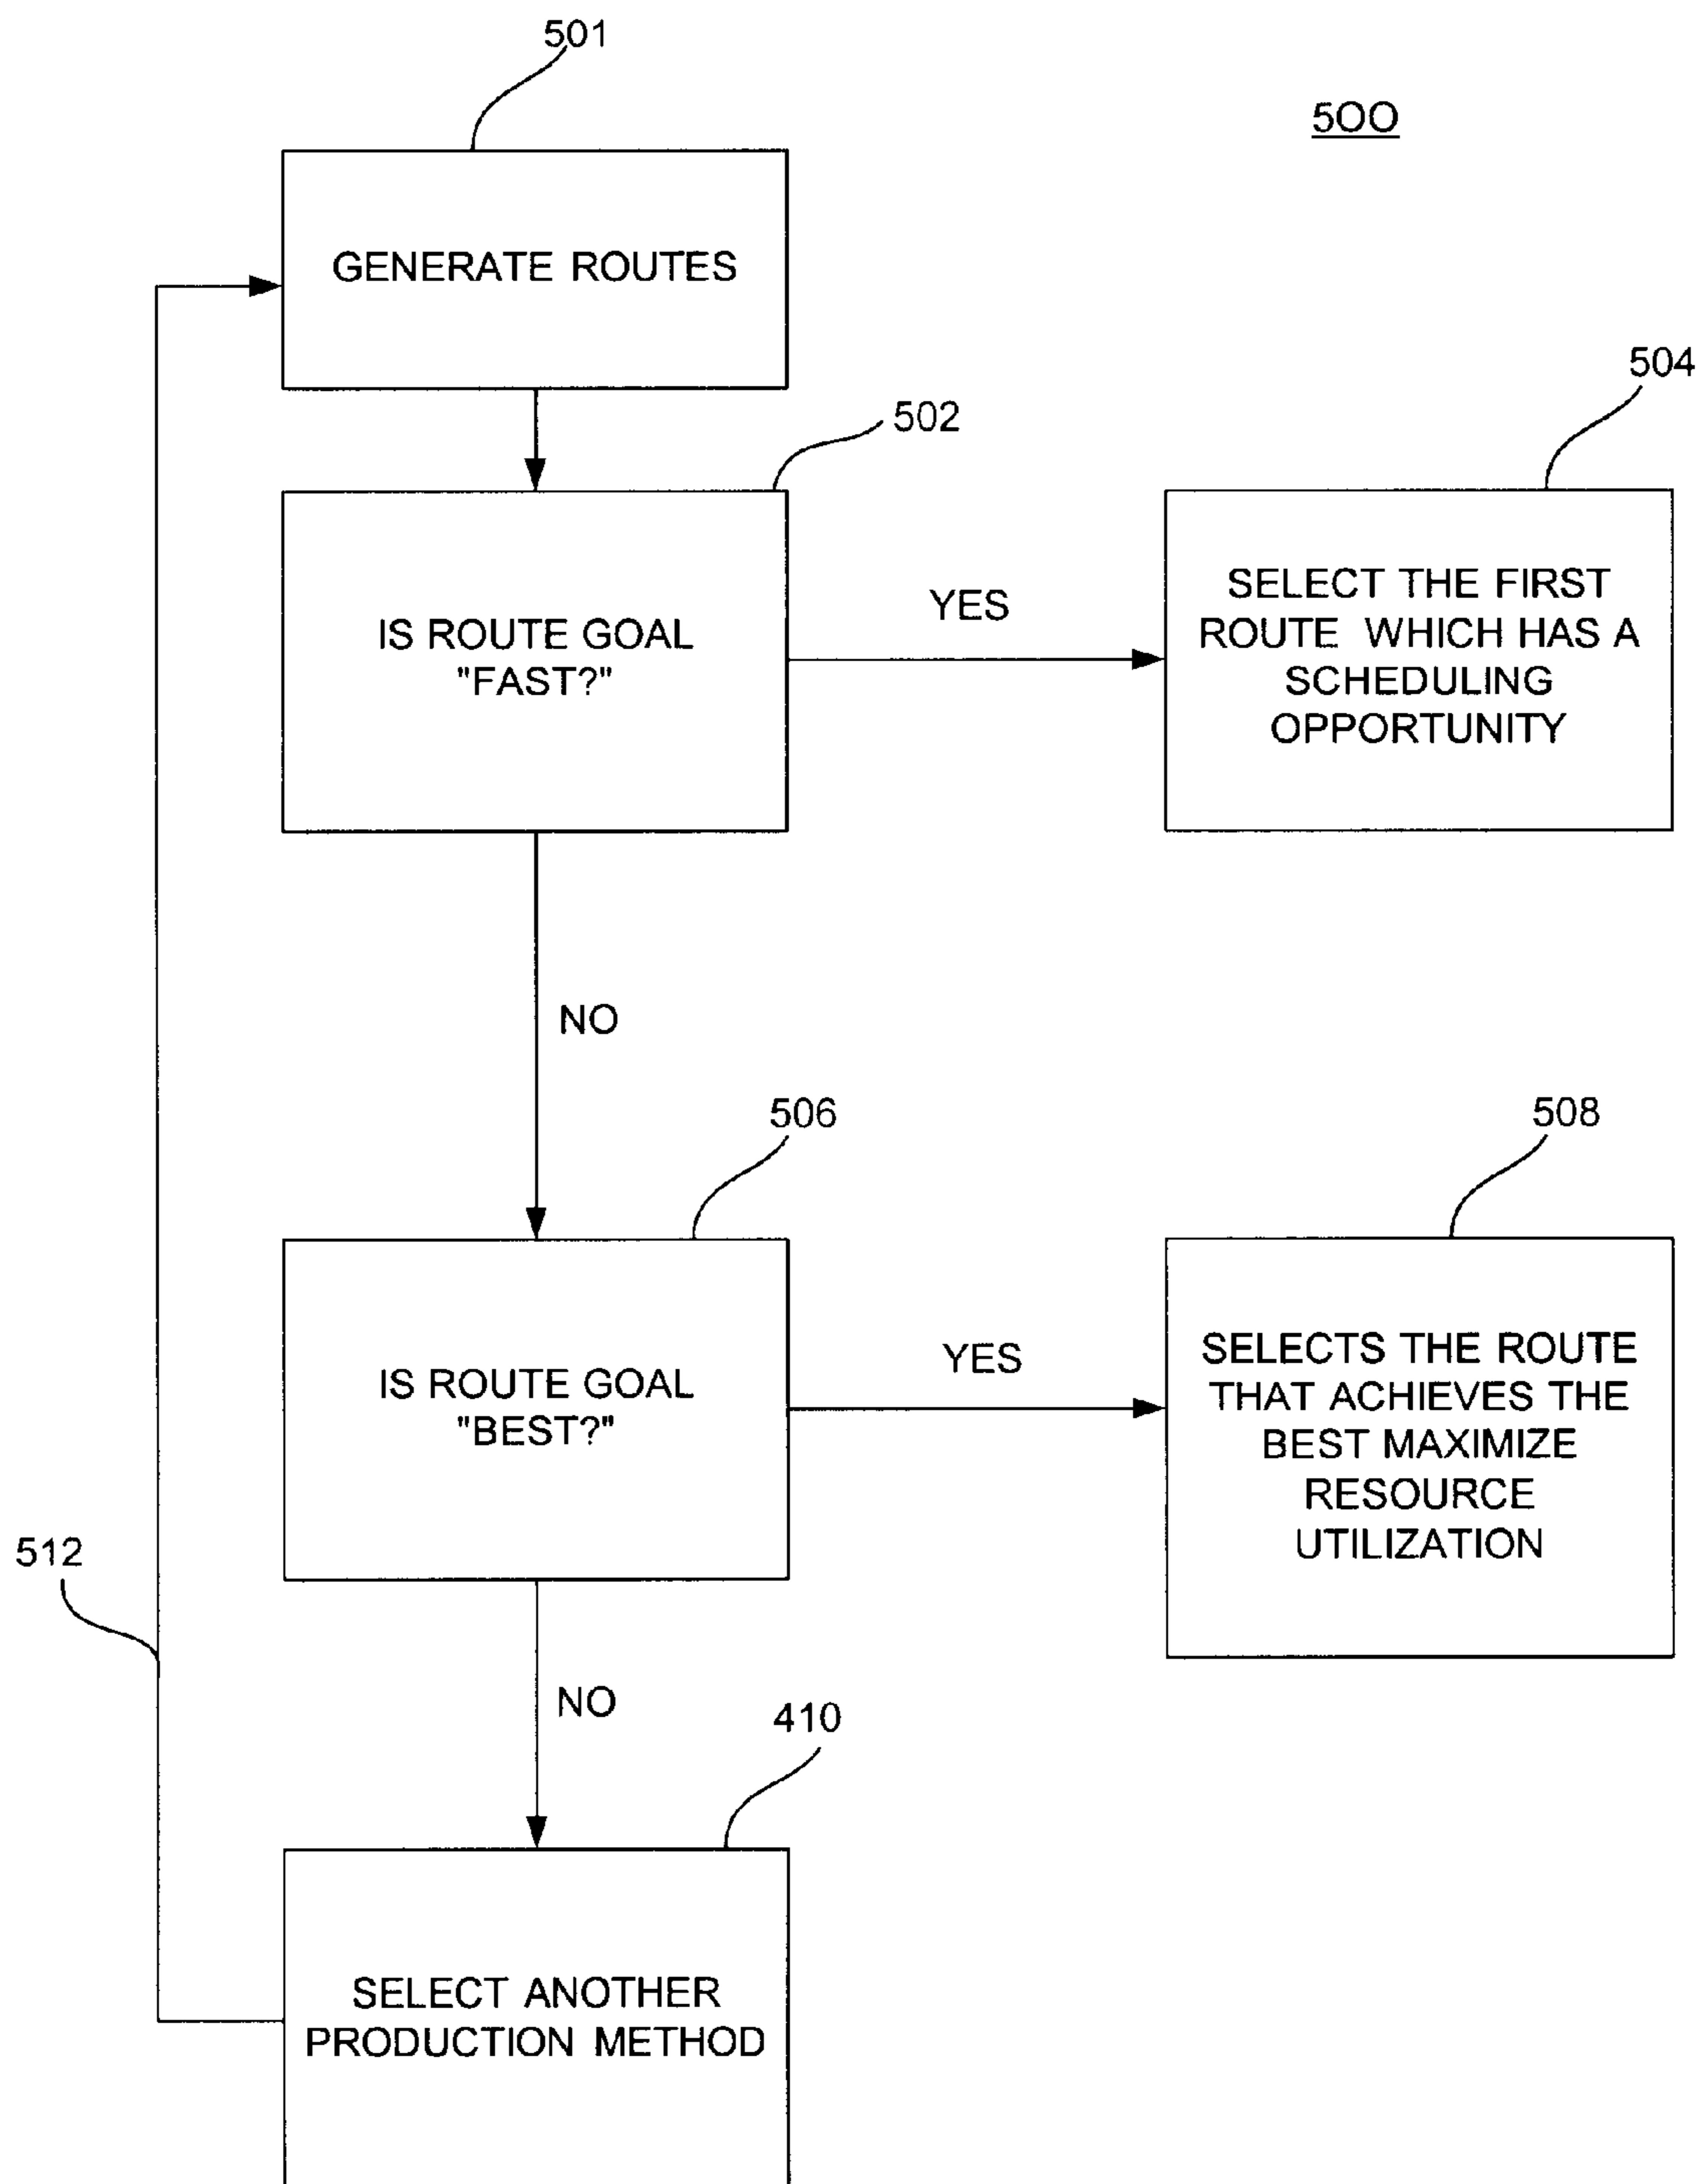 501
500
GENERATE ROUTES
504
502
IS ROUTE GOAL
"FAST?"
YES
SELECT THE FIRST
ROUTE WHICH HAS A
SCHEDULING
OPPORTUNITY
NO
506
508
IS ROUTE GOAL
"BEST?"
YES
SELECTS THE ROUTE
THAT ACHIEVES THE
BEST MAXIMIZE
RESOURCE
UTILIZATION
512
NO
410
SELECT ANOTHER
PRODUCTION METHOD